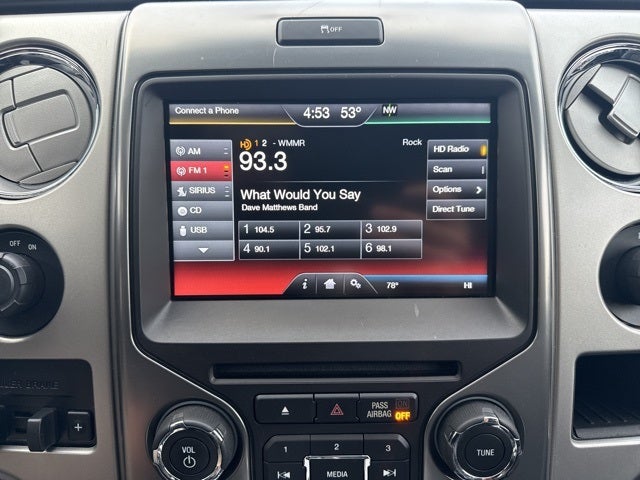 OFF
Connect a Phone
4:53 53° NW
HD 1 2 - WMMR Rock
93.3
AM
FM 1
SIRIUS
CD
USB
What Would You Say
Dave Matthews Band
1 104.5 2 95.7 3 102.9
4 90.1 5 102.1 6 98.1
HD Radio
Scan
Options
Direct Tune
i 78° HI
OFF ON
PASS AIRBAG ON
OFF
BRAKE
+
VOL
1 2 3
MEDIA
TUNE